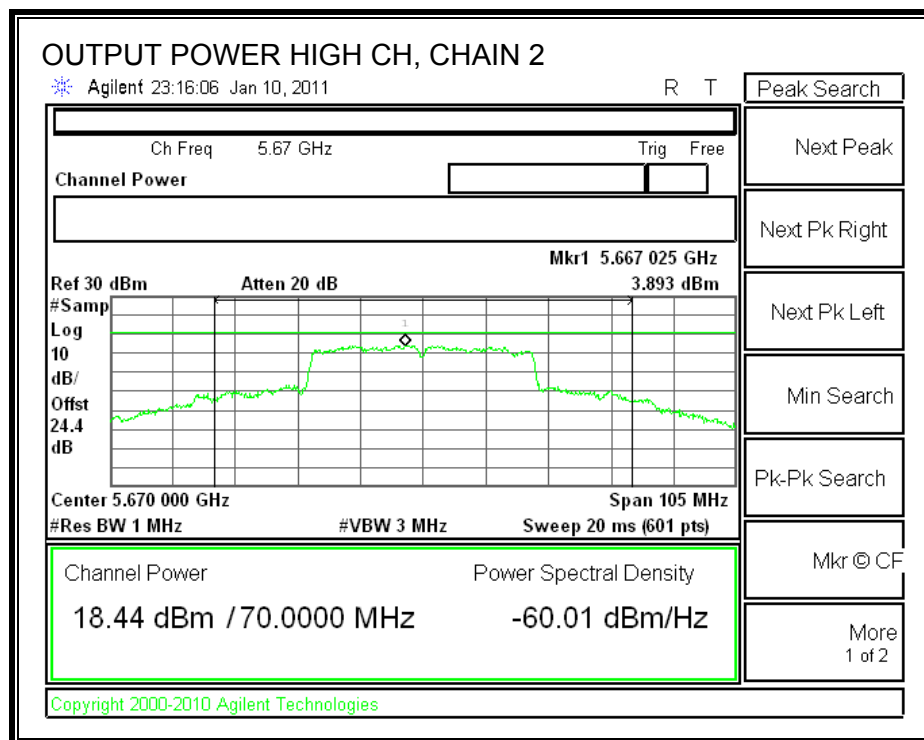 OUTPUT POWER HIGH CH, CHAIN 2
Agilent 23:16:06 Jan 10, 2011 R T
Peak Search
Ch Freq 5.67 GHz Trig Free
Channel Power
Mkr1 5.667 025 GHz
Ref 30 dBm Atten 20 dB 3.893 dBm
#Samp
Log
10
dB/
Offst
24.4
dB
1
Center 5.670 000 GHz Span 105 MHz
#Res BW 1 MHz #VBW 3 MHz Sweep 20 ms (601 pts)
Channel Power Power Spectral Density
18.44 dBm / 70.0000 MHz -60.01 dBm/Hz
Copyright 2000-2010 Agilent Technologies
Next Peak
Next Pk Right
Next Pk Left
Min Search
Pk-Pk Search
Mkr © CF
More
1 of 2